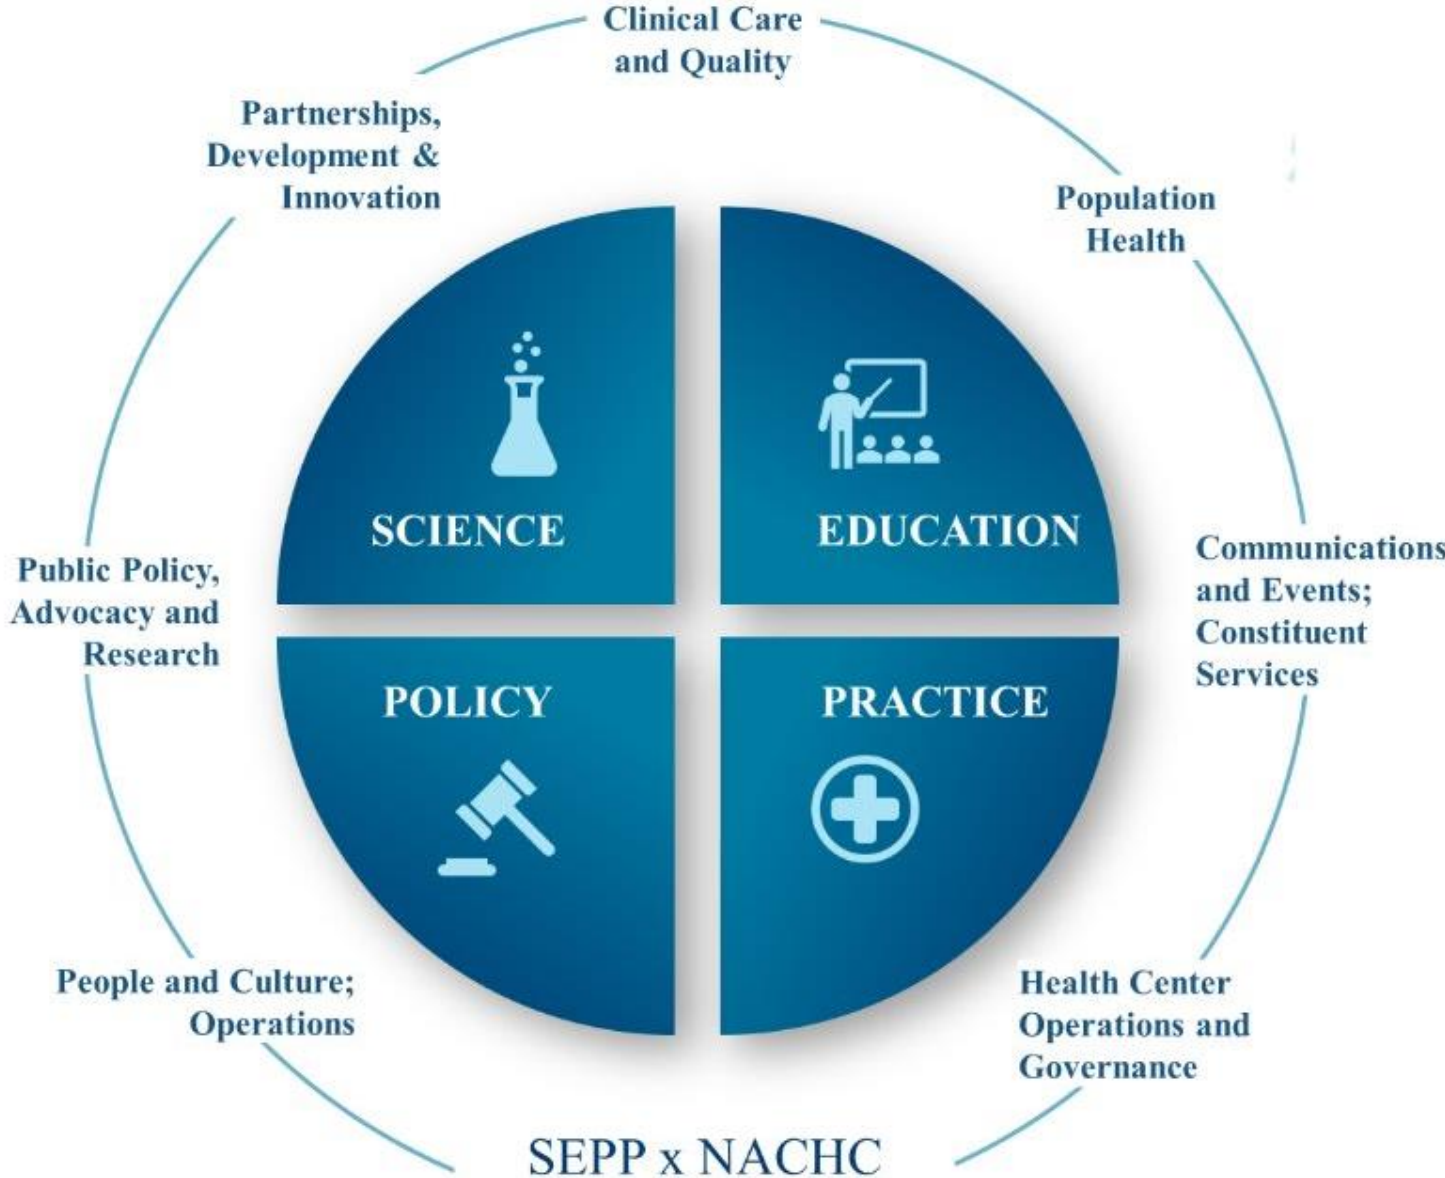 Clinical Care
and Quality
Partnerships,
Development &
Innovation
Population
Health
SCIENCE
EDUCATION
Public Policy,
Advocacy and
Research
Communications
and Events;
Constituent
Services
POLICY
PRACTICE
People and Culture;
Operations
Health Center
Operations and
Governance
SEPP x NACHC